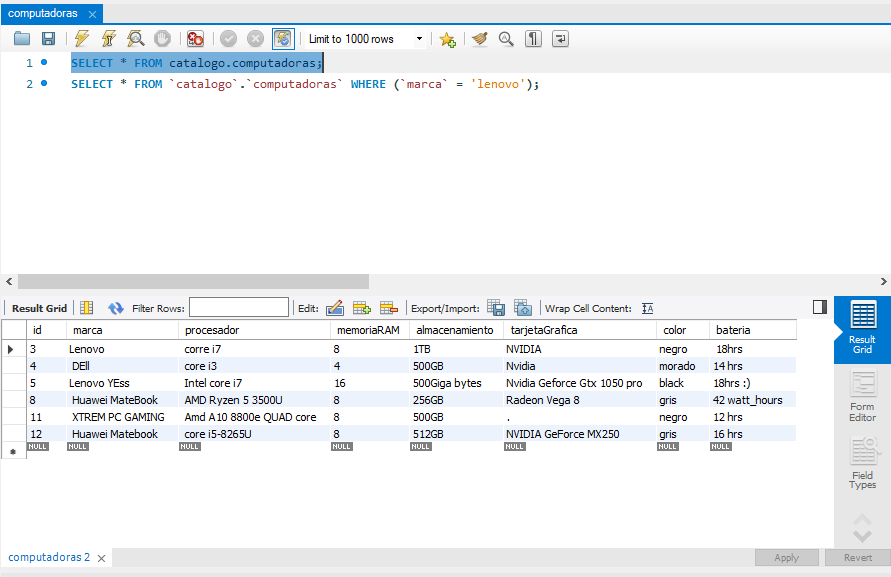 computadoras
Limit to 1000 rows
1 SELECT * FROM catalogo.computadoras;
2 SELECT * FROM `catalogo`.`computadoras` WHERE (`marca` = 'lenovo');
Result Grid Filter Rows: Edit: Export/Import: Wrap Cell Content:
id marca procesador memoriaRAM almacenamiento tarjetaGrafica color bateria
3 Lenovo corre i7 8 1TB NVIDIA negro 18hrs
4 DEll core i3 4 500GB Nvidia morado 14 hrs
5 Lenovo YEss Intel core i7 16 500Giga bytes Nvidia Geforce Gtx 1050 pro black 18hrs :)
8 Huawei MateBook AMD Ryzen 5 3500U 8 256GB Radeon Vega 8 gris 42 watt_hours
11 XTREM PC GAMING Amd A10 8800e QUAD core 8 500GB . negro 12 hrs
12 Huawei Matebook core i5-8265U 8 512GB NVIDIA GeForce MX250 gris 16 hrs
NULL NULL NULL NULL NULL NULL NULL NULL
Result
Grid
Form
Editor
Field
Types
computadoras 2
Apply Revert